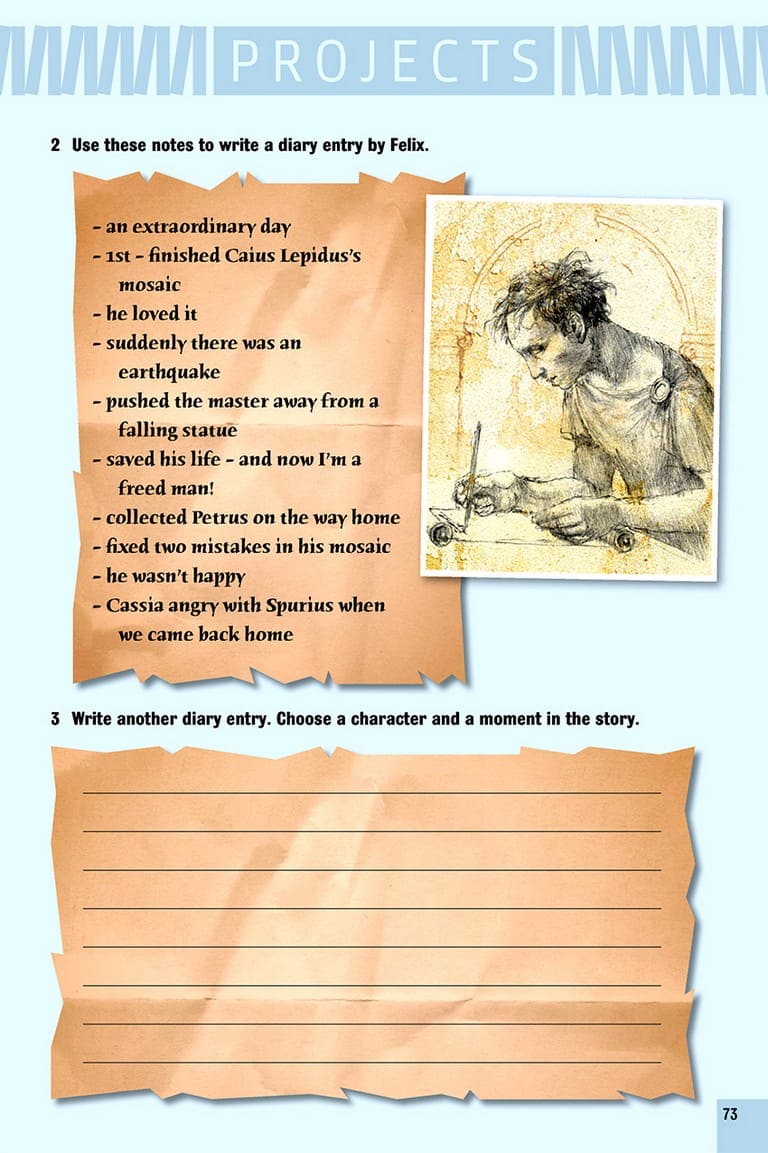 PROJECTS
2 Use these notes to write a diary entry by Felix.
- an extraordinary day
- 1st - finished Caius Lepidus's
mosaic
- he loved it
- suddenly there was an
earthquake
- pushed the master away from a
falling statue
- saved his life - and now I'm a
freed man!
- collected Petrus on the way home
- fixed two mistakes in his mosaic
- he wasn't happy
- Cassia angry with Spurius when
we came back home
3 Write another diary entry. Choose a character and a moment in the story.
73